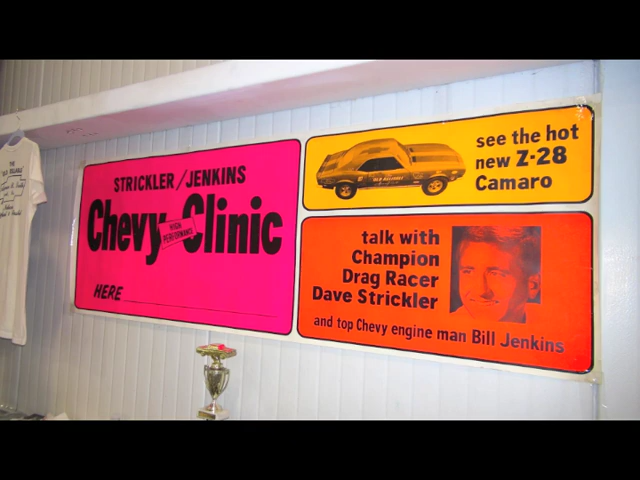 STRICKLER/JENKINS
Chevy Clinic
HIGH
PERFORMANCE
HERE
see the hot
new Z-28
Camaro
talk with
Champion
Drag Racer
Dave Strickler
and top Chevy engine man Bill Jenkins
THE